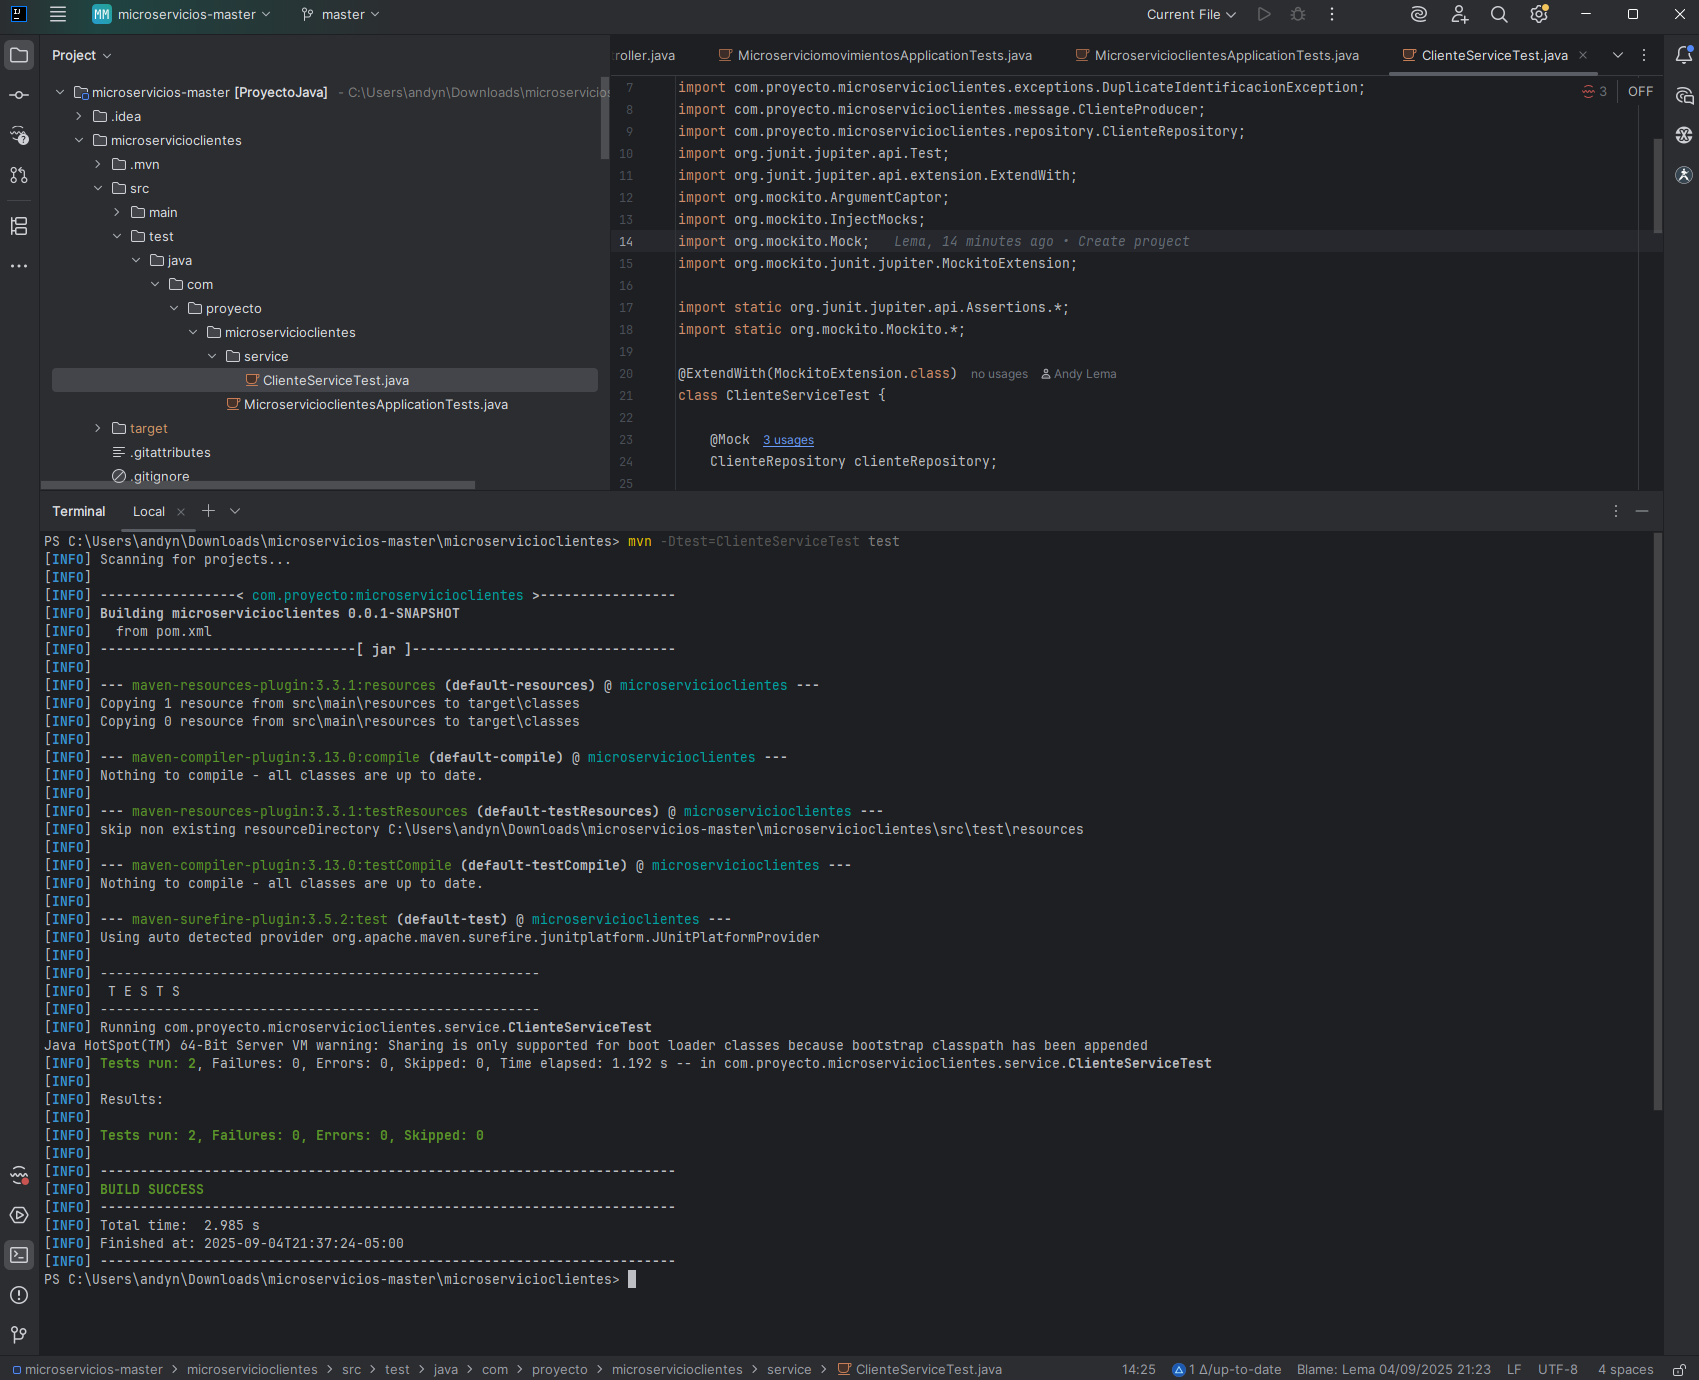 MM microservicios-master master Current File
Project
roller.java MicroserviciomovimientosApplicationTests.java MicroservicioclientesApplicationTests.java ClienteServiceTest.java
microservicios-master [ProyectoJava] - C:\Users\andyn\Downloads\microservicios
.idea
microservicioclientes
.mvn
src
main
test
java
com
proyecto
microservicioclientes
service
ClienteServiceTest.java
MicroservicioclientesApplicationTests.java
target
.gitattributes
.gitignore
3 OFF
7 import com.proyecto.microservicioclientes.exceptions.DuplicateIdentificacionException;
8 import com.proyecto.microservicioclientes.message.ClienteProducer;
9 import com.proyecto.microservicioclientes.repository.ClienteRepository;
10 import org.junit.jupiter.api.Test;
11 import org.junit.jupiter.api.extension.ExtendWith;
12 import org.mockito.ArgumentCaptor;
13 import org.mockito.InjectMocks;
14 import org.mockito.Mock; Lema, 14 minutes ago • Create proyect
15 import org.mockito.junit.jupiter.MockitoExtension;
16
17 import static org.junit.jupiter.api.Assertions.*;
18 import static org.mockito.Mockito.*;
19
20 @ExtendWith(MockitoExtension.class) no usages Andy Lema
21 class ClienteServiceTest {
22
23 @Mock 3 usages
24 ClienteRepository clienteRepository;
25
Terminal Local
PS C:\Users\andyn\Downloads\microservicios-master\microservicioclientes> mvn -Dtest=ClienteServiceTest test
[INFO] Scanning for projects...
[INFO]
[INFO] -----------------< com.proyecto:microservicioclientes >-----------------
[INFO] Building microservicioclientes 0.0.1-SNAPSHOT
[INFO]   from pom.xml
[INFO] --------------------------------[ jar ]---------------------------------
[INFO]
[INFO] --- maven-resources-plugin:3.3.1:resources (default-resources) @ microservicioclientes ---
[INFO] Copying 1 resource from src\main\resources to target\classes
[INFO] Copying 0 resource from src\main\resources to target\classes
[INFO]
[INFO] --- maven-compiler-plugin:3.13.0:compile (default-compile) @ microservicioclientes ---
[INFO] Nothing to compile - all classes are up to date.
[INFO]
[INFO] --- maven-resources-plugin:3.3.1:testResources (default-testResources) @ microservicioclientes ---
[INFO] skip non existing resourceDirectory C:\Users\andyn\Downloads\microservicios-master\microservicioclientes\src\test\resources
[INFO]
[INFO] --- maven-compiler-plugin:3.13.0:testCompile (default-testCompile) @ microservicioclientes ---
[INFO] Nothing to compile - all classes are up to date.
[INFO]
[INFO] --- maven-surefire-plugin:3.5.2:test (default-test) @ microservicioclientes ---
[INFO] Using auto detected provider org.apache.maven.surefire.junitplatform.JUnitPlatformProvider
[INFO]
[INFO] -------------------------------------------------------
[INFO]  T E S T S
[INFO] -------------------------------------------------------
[INFO] Running com.proyecto.microservicioclientes.service.ClienteServiceTest
Java HotSpot(TM) 64-Bit Server VM warning: Sharing is only supported for boot loader classes because bootstrap classpath has been appended
[INFO] Tests run: 2, Failures: 0, Errors: 0, Skipped: 0, Time elapsed: 1.192 s -- in com.proyecto.microservicioclientes.service.ClienteServiceTest
[INFO]
[INFO] Results:
[INFO]
[INFO] Tests run: 2, Failures: 0, Errors: 0, Skipped: 0
[INFO]
[INFO] ------------------------------------------------------------------------
[INFO] BUILD SUCCESS
[INFO] ------------------------------------------------------------------------
[INFO] Total time:  2.985 s
[INFO] Finished at: 2025-09-04T21:37:24-05:00
[INFO] ------------------------------------------------------------------------
PS C:\Users\andyn\Downloads\microservicios-master\microservicioclientes>
microservicios-master > microservicioclientes > src > test > java > com > proyecto > microservicioclientes > service > ClienteServiceTest.java 14:25 1 Δ/up-to-date Blame: Lema 04/09/2025 21:23 LF UTF-8 4 spaces